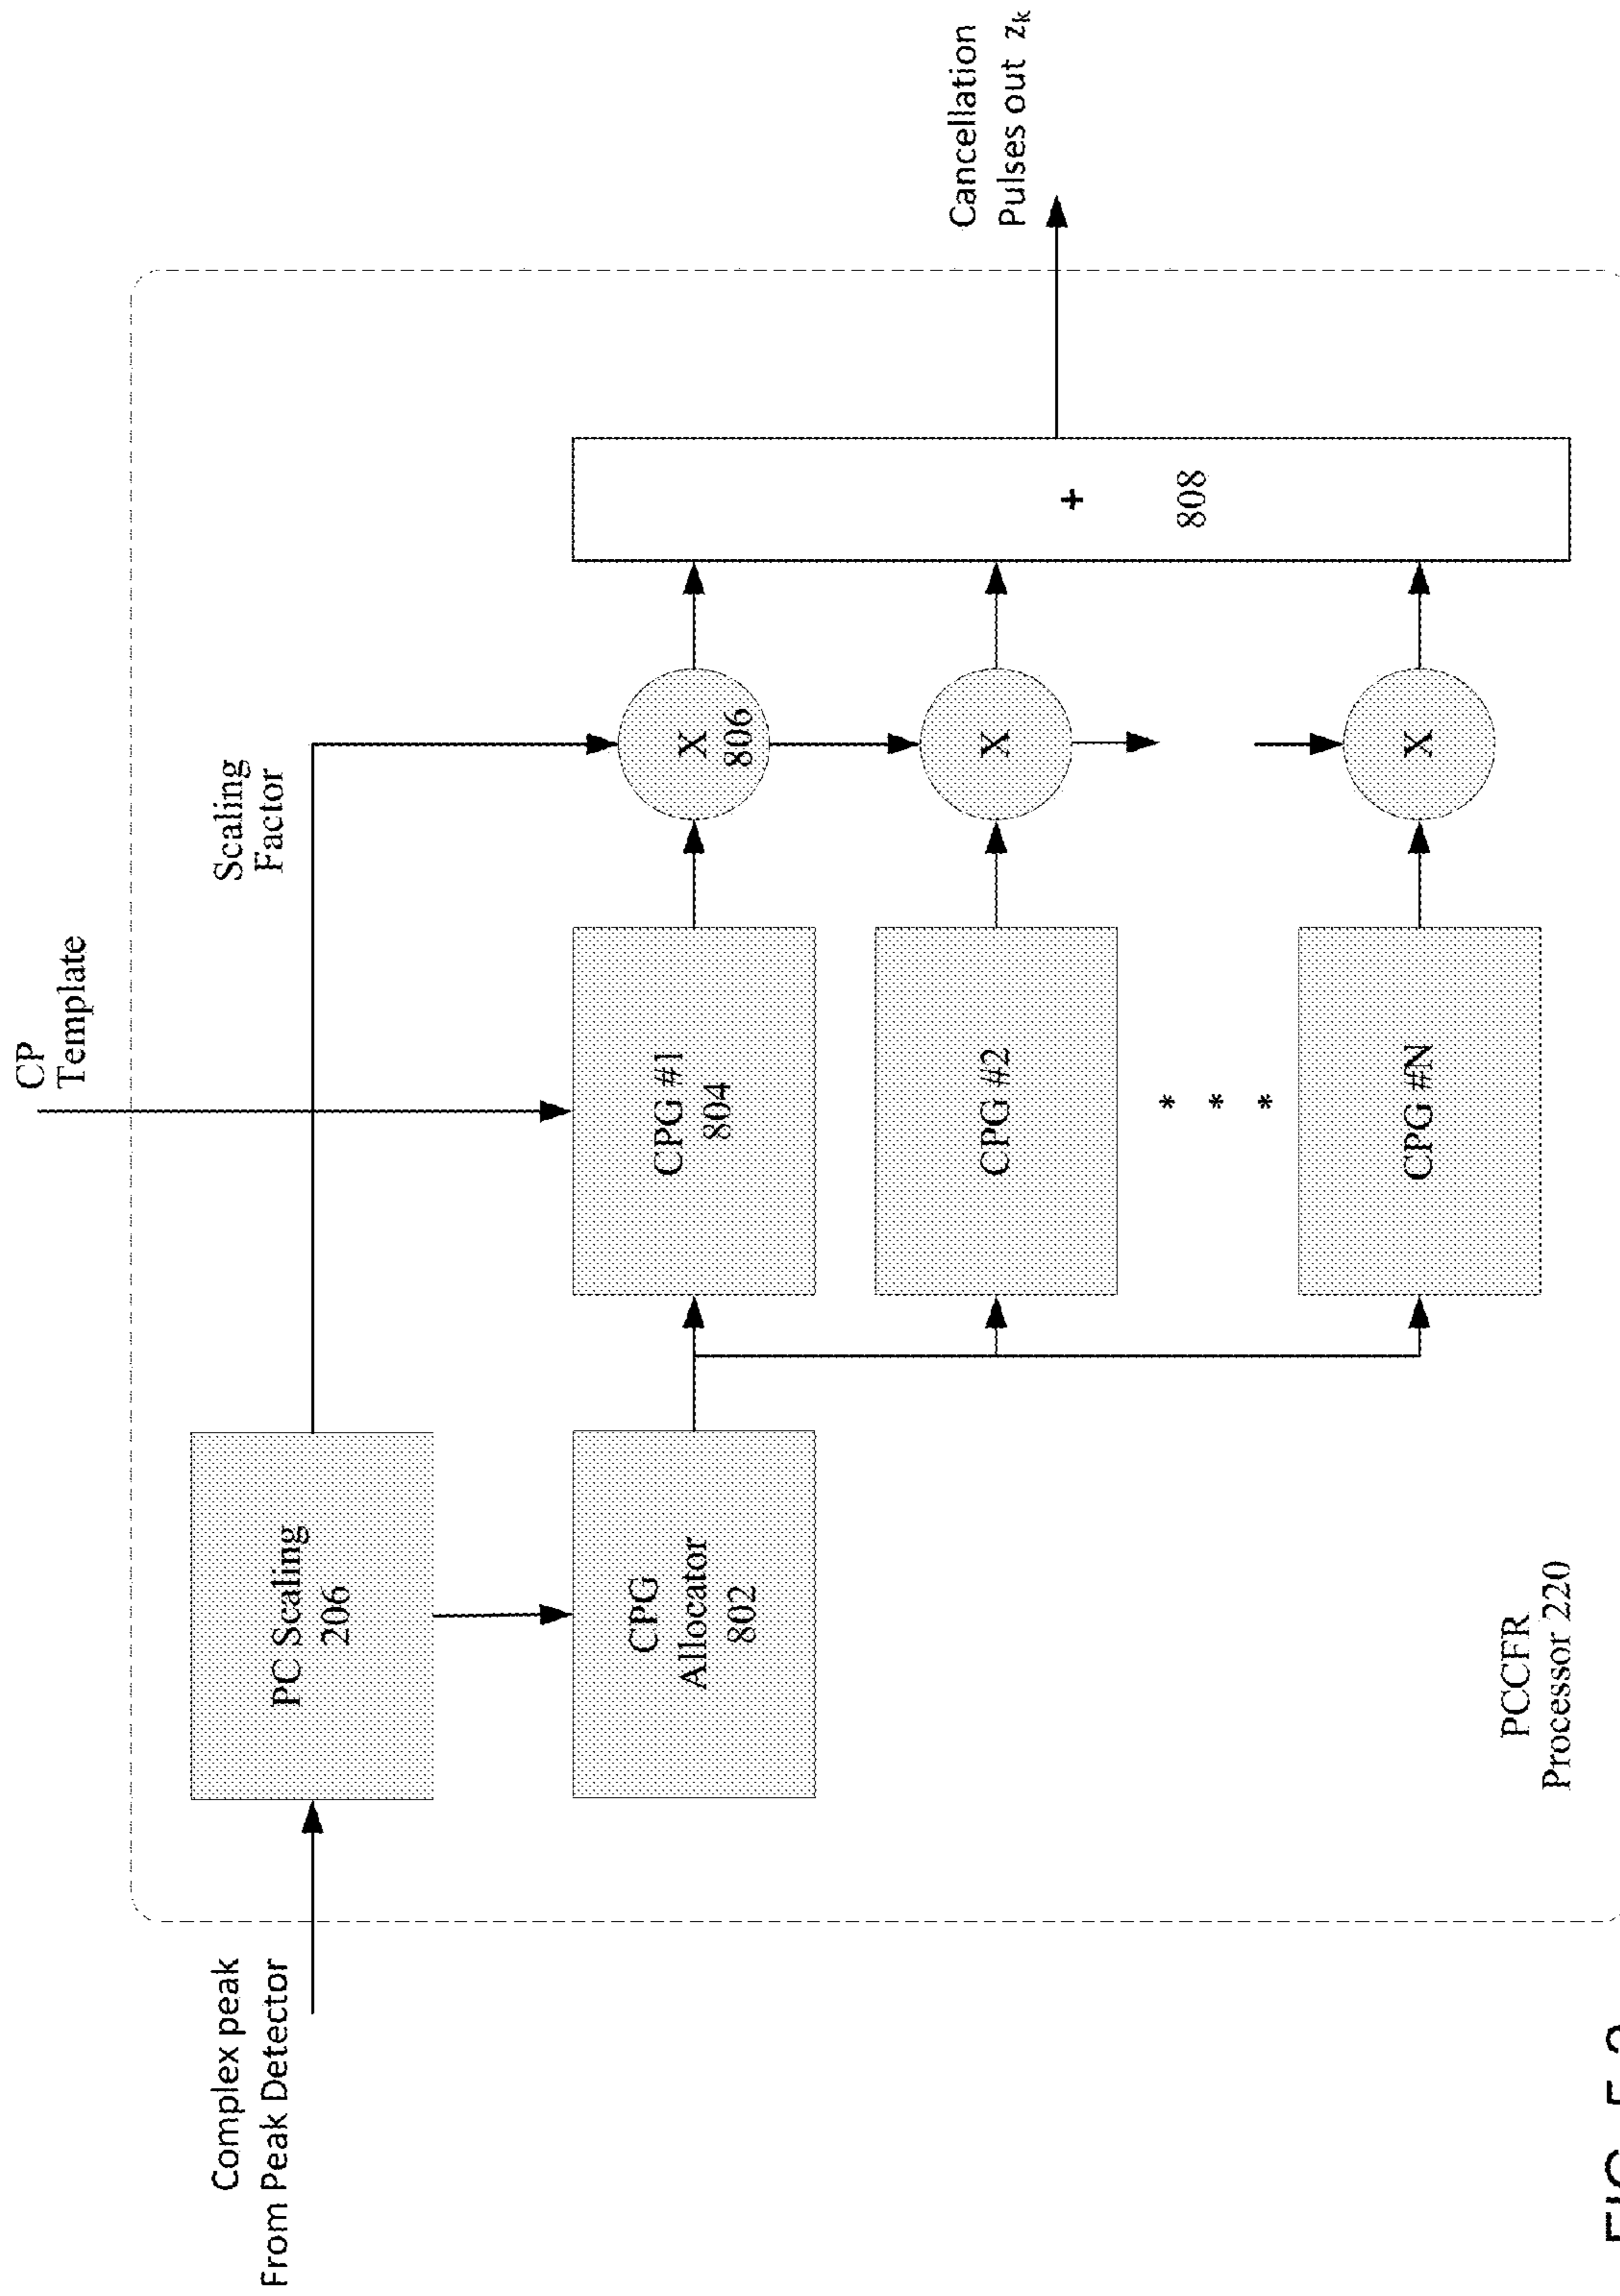 CP
Template
Complex peak
From Peak Detector
PC Scaling
206
Scaling
Factor
CPG
Allocator
802
CPG #1
804
X
806
CPG #2
X
*
*
*
CPG #N
X
+
808
Cancellation
Pulses out zk
PCCFR
Processor 220